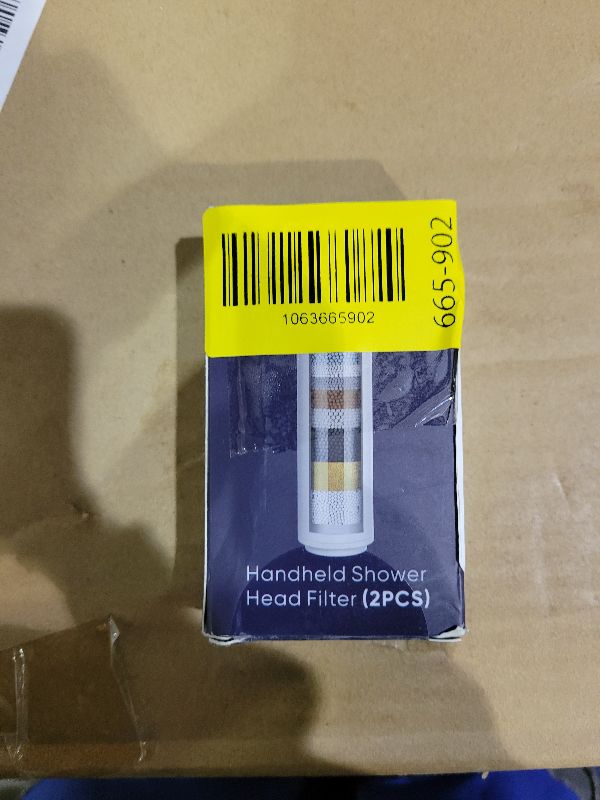 1063665902
665-902
Handheld Shower
Head Filter (2PCS)